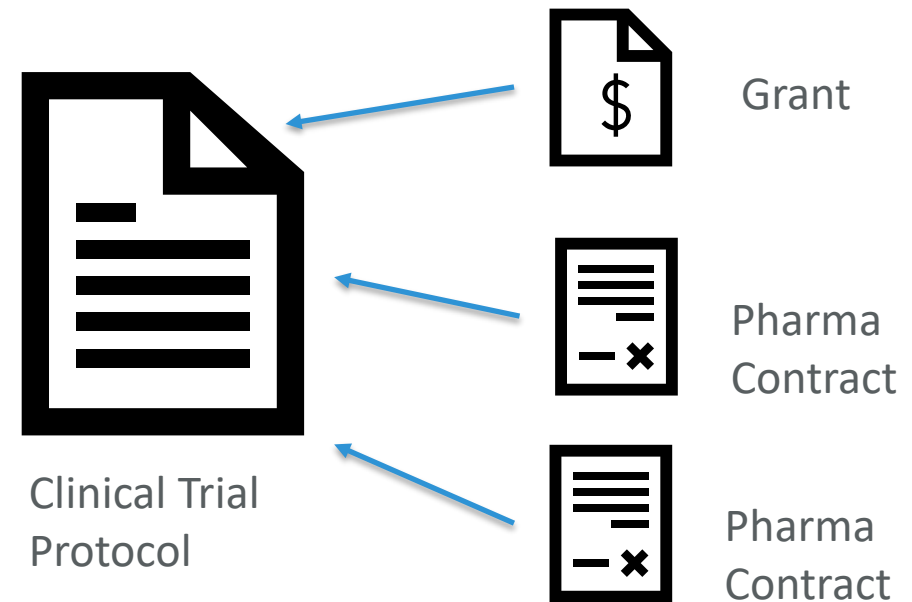 $
Grant
Pharma
Contract
Clinical Trial
Protocol
Pharma
Contract